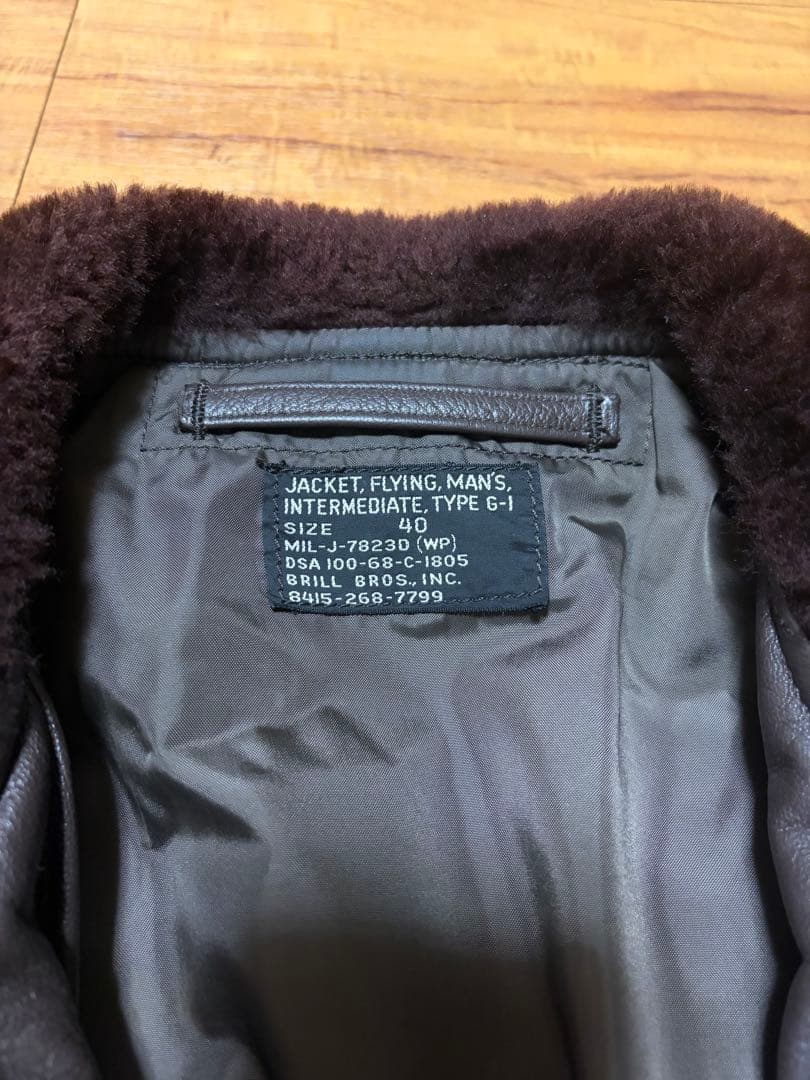 JACKET, FLYING, MAN'S,
INTERMEDIATE, TYPE G-1
SIZE 40
MIL-J-7823D (WP)
DSA 100-68-C-1805
BRILL BROS., INC.
8415-268-7799